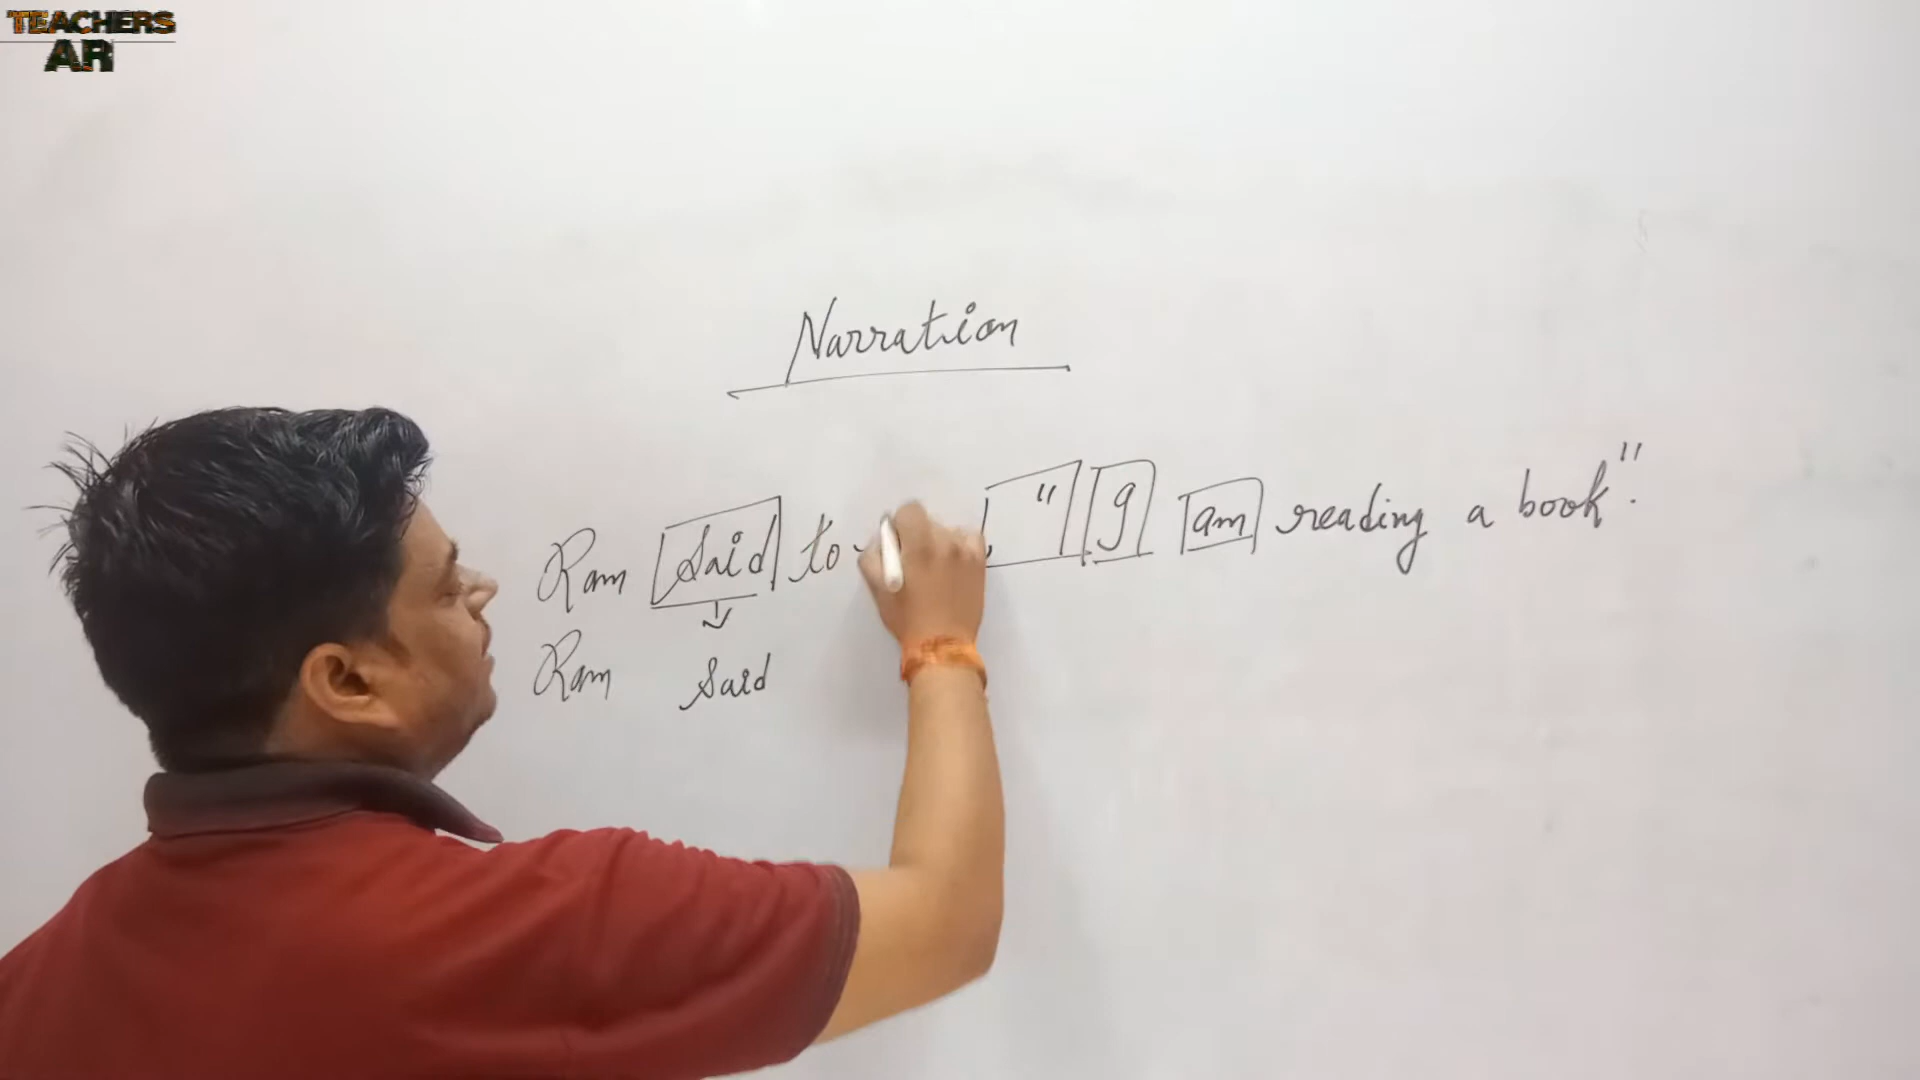 TEACHERS
AR
Narration
Ram said to , " I am reading a book".
Ram said